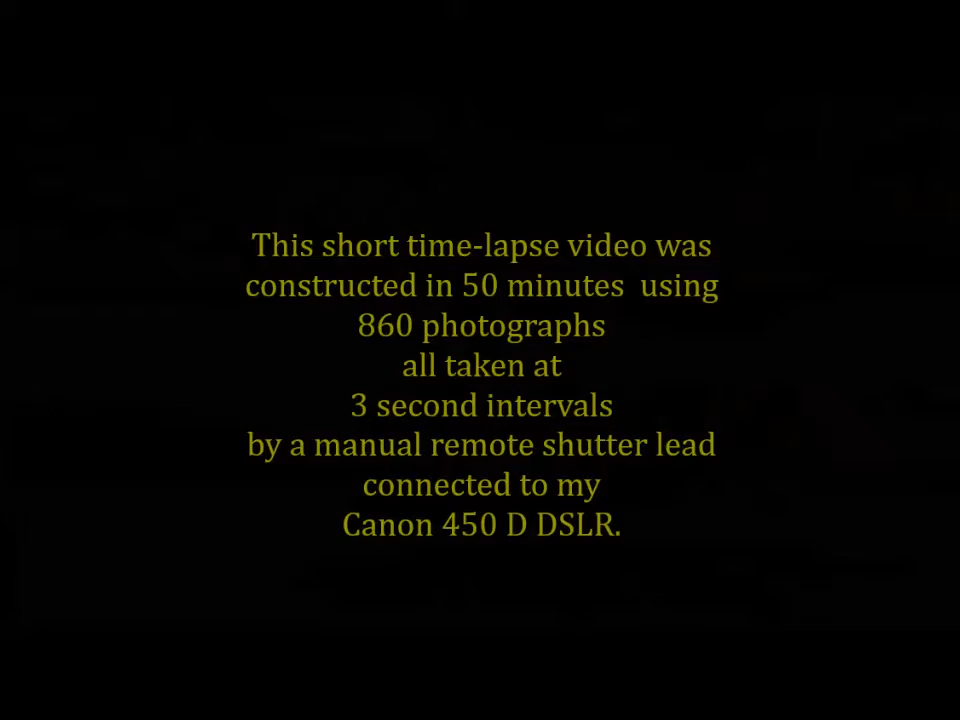 This short time-lapse video was
constructed in 50 minutes  using
860 photographs
all taken at
3 second intervals
by a manual remote shutter lead
connected to my
Canon 450 D DSLR.